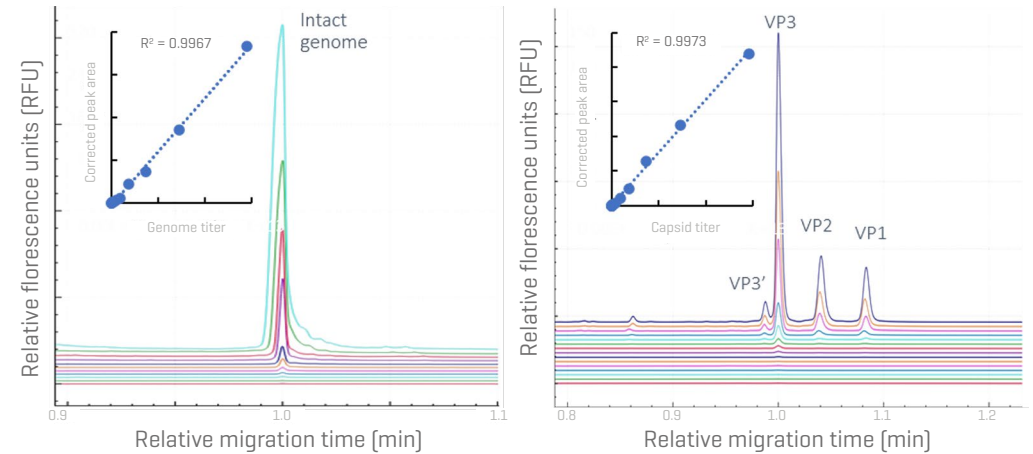 Intact
genome
R² = 0.9967
Corrected peak area
Genome titer
Relative florescence units (RFU)
0.9
1.0
1.1
Relative migration time (min)
VP3
R² = 0.9973
Corrected peak area
Capsid titer
VP2
VP1
VP3’
Relative florescence units (RFU)
0.8
0.9
1.0
1.1
1.2
Relative migration time (min)